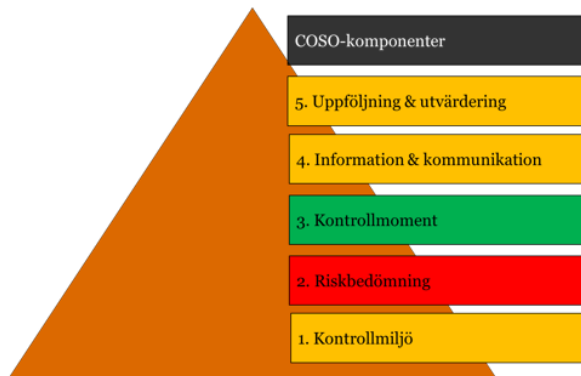 COSO-komponenter
5. Uppföljning & utvärdering
4. Information & kommunikation
3. Kontrollmoment
2. Riskbedömning
1. Kontrollmiljö